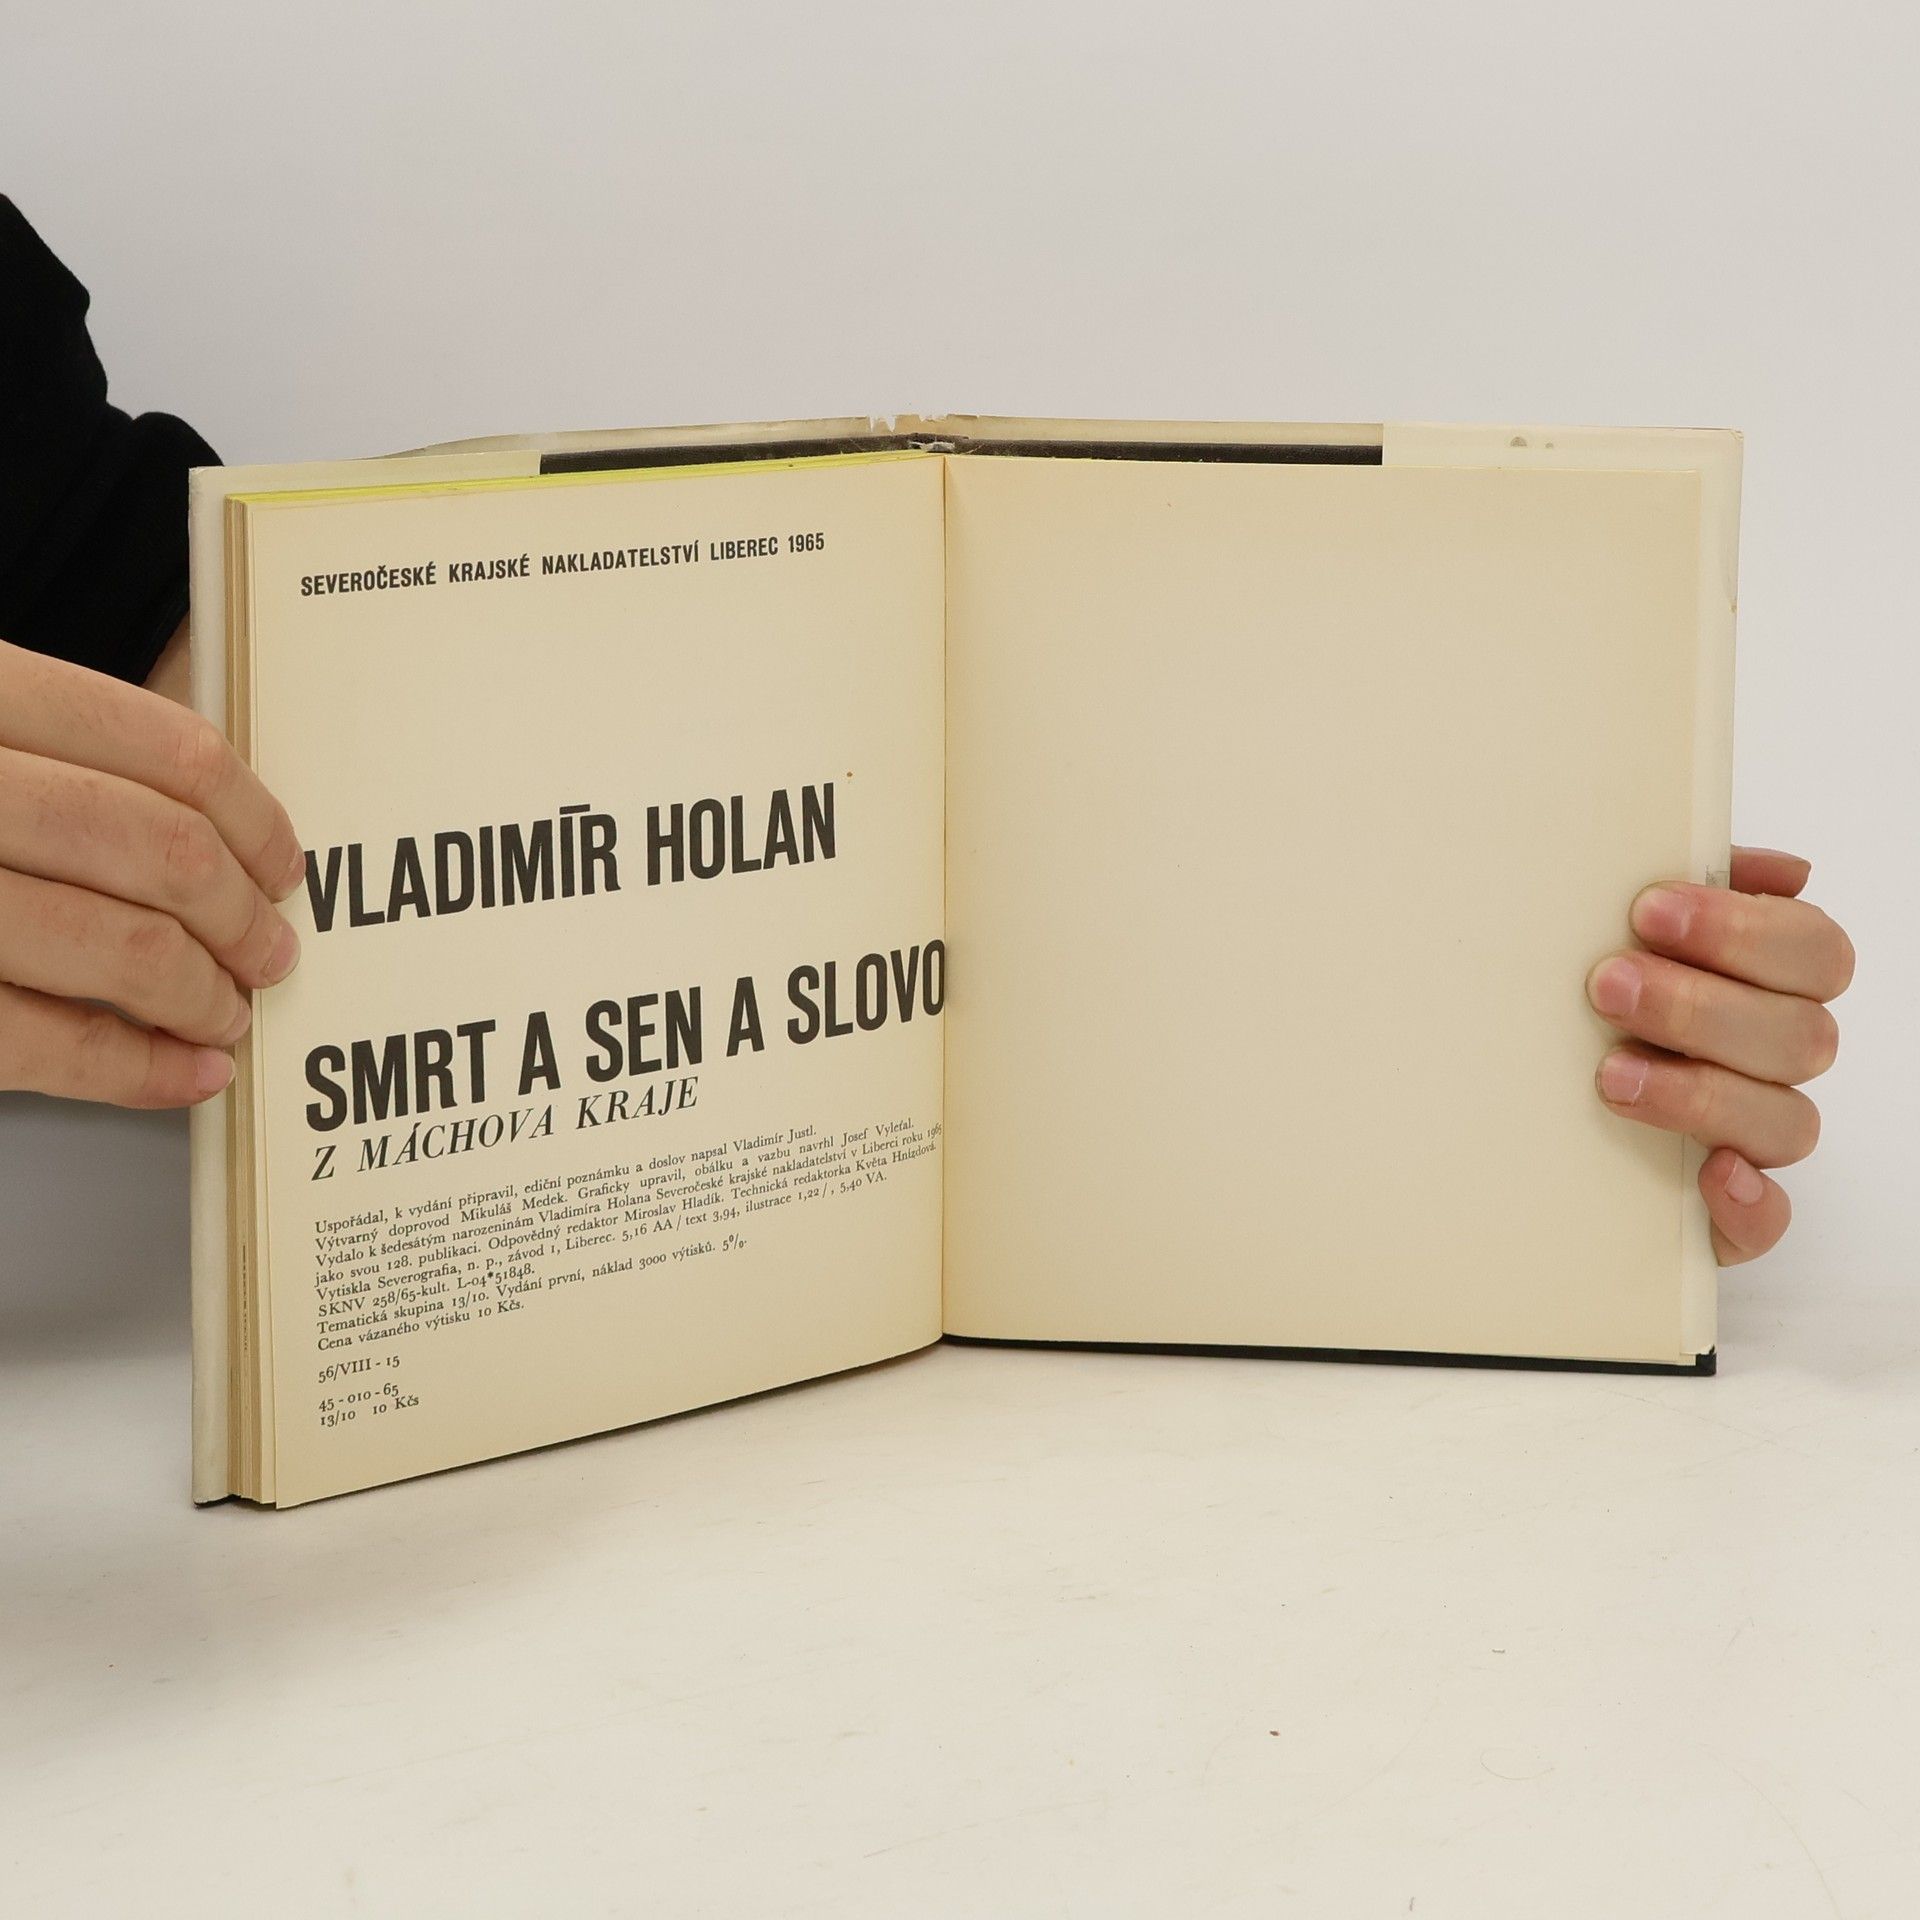 SEVEROČESKÉ KRAJSKÉ NAKLADATELSTVÍ LIBEREC 1965
VLADIMÍR HOLAN
SMRT A SEN A SLOVO
Z MÁCHOVA KRAJE
Uspořádal, k vydání připravil, ediční poznámku a doslov napsal Vladimír Justl.
Výtvarný doprovod Mikuláš Medek. Graficky upravil, obálku a vazbu navrhl Josef Vyleťal.
Vydalo k šedesátým narozeninám Vladimíra Holana Severočeské krajské nakladatelství v Liberci roku 1965
jako svou 128. publikaci. Odpovědný redaktor Miroslav Hladík. Technická redaktorka Květa Hnízdová.
Vytiskla Severografia, n. p., závod 1, Liberec. 5,16 AA / text 3,94, ilustrace 1,22 / , 5,40 VA.
SKNV 258/65-kult. L-04*51848.
Tematická skupina 13/10. Vydání první, náklad 3000 výtisků. 5%.
Cena vázaného výtisku 10 Kčs.
56/VIII - 15
45 - 010 - 65
13/10 10 Kčs